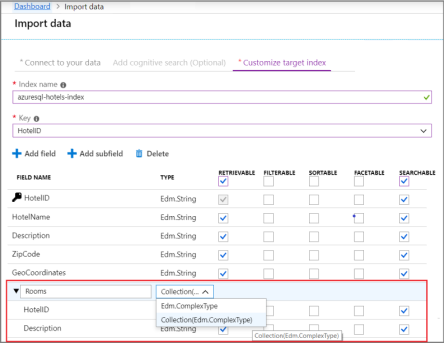 Dashboard > Import data
Import data
* Connect to your data Add cognitive search (Optional) * Customize target index
* Index name
azuresql-hotels-index
* Key
HotelID
+ Add field + Add subfield Delete
FIELD NAME TYPE RETRIEVABLE FILTERABLE SORTABLE FACETABLE SEARCHABLE
HotelID Edm.String
HotelName Edm.String
Description Edm.String
ZipCode Edm.String
GeoCoordinates Edm.String
Rooms Collection(...
Edm.ComplexType
HotelID
Collection(Edm.ComplexType)
Description Edm.String
Collection(Edm.ComplexType)